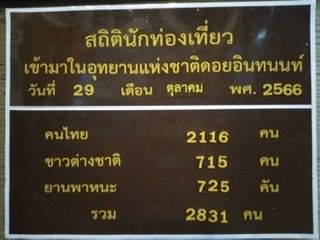 สถิตินักท่องเที่ยว
เข้ามาในอุทยานแห่งชาติดอยอินทนนท์
วันที่ 29 เดือน ตุลาคม พศ. 2566
คนไทย 2116 คน
ชาวต่างชาติ 715 คน
ยานพาหนะ 725 คัน
รวม 2831 คน